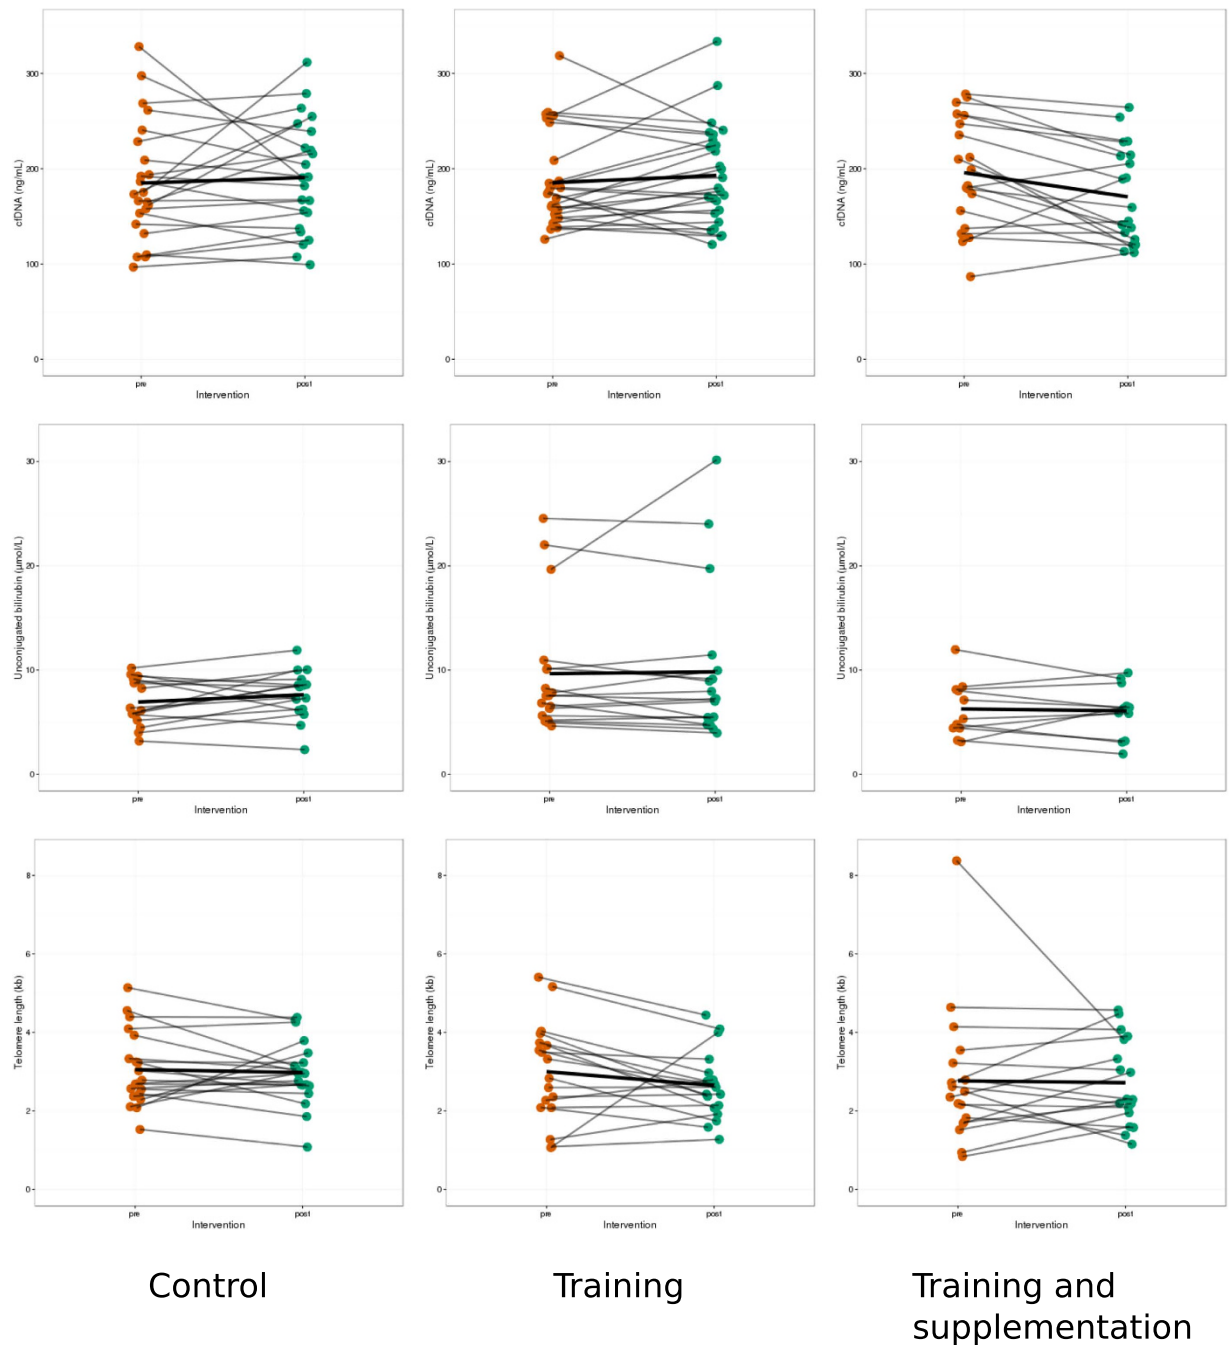 cfDNA (ng/mL)
300
200
100
0
pre
post
Intervention
cfDNA (ng/mL)
300
200
100
0
pre
post
Intervention
cfDNA (ng/mL)
300
200
100
0
pre
post
Intervention
Unconjugated bilirubin (µmol/L)
30
20
10
0
pre
post
Intervention
Unconjugated bilirubin (µmol/L)
30
20
10
0
pre
post
Intervention
Unconjugated bilirubin (µmol/L)
30
20
10
0
pre
post
Intervention
Telomere length (kb)
8
6
4
2
0
pre
post
Intervention
Telomere length (kb)
8
6
4
2
0
pre
post
Intervention
Telomere length (kb)
8
6
4
2
0
pre
post
Intervention
Control
Training
Training and
supplementation